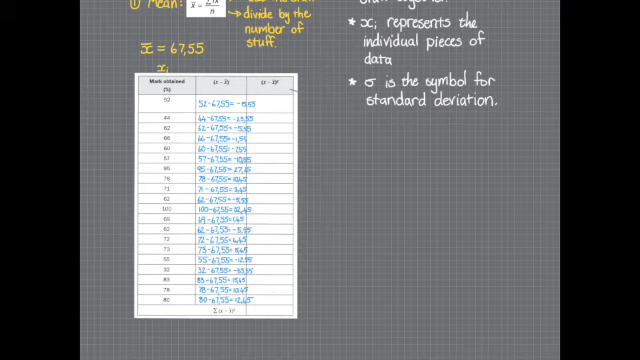 ① Mean:
x̄ = Σx
n
→ divide by the
number of
stuff.
x̄ = 67,55
xᵢ
Mark obtained (%) (x - x̄) (x - x̄)²
52 52-67,55= -15,55
44 44-67,55= -23,55
62 62-67,55= -5,55
66 66-67,55= -1,55
60 60-67,55= -7,55
57 57-67,55= -10,55
95 95-67,55= 27,45
78 78-67,55= 10,45
71 71-67,55= 3,45
62 62-67,55= -5,55
100 100-67,55= 32,45
69 69-67,55= 1,45
62 62-67,55= -5,55
72 72-67,55= 4,45
73 73-67,55= 5,45
55 55-67,55= -12,55
32 32-67,55= -35,55
83 83-67,55= 15,45
78 78-67,55= 10,45
80 80-67,55= 12,45
Σ(x - x̄)²
* xᵢ represents the
individual pieces of
data
* σ is the symbol for
standard deviation.